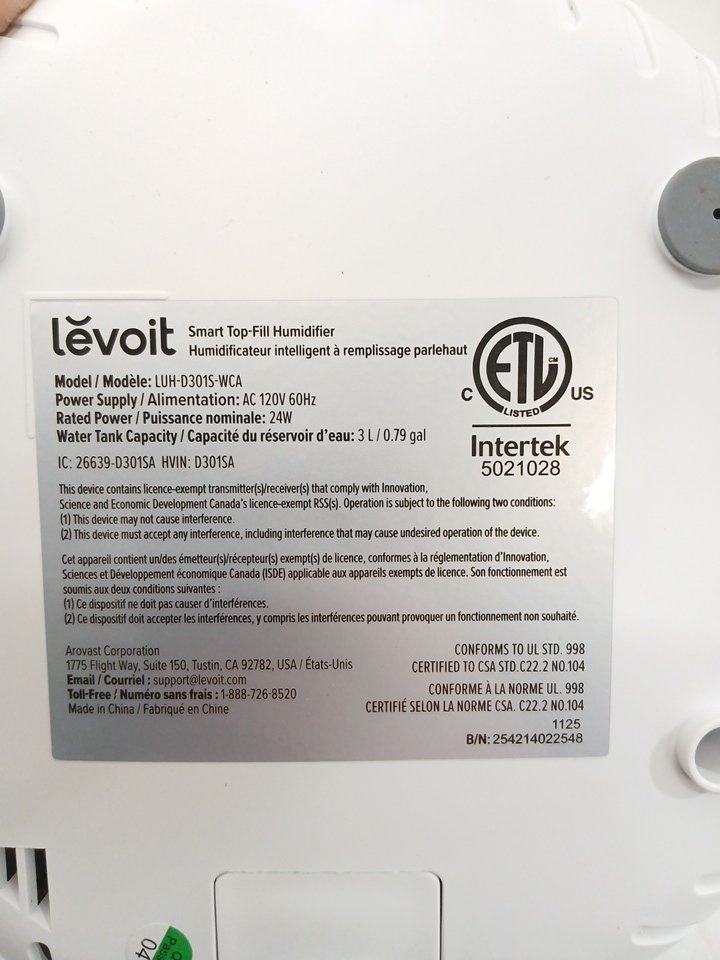 lěvoit Smart Top-Fill Humidifier
Humidificateur intelligent à remplissage parlehaut
Model / Modèle: LUH-D301S-WCA
Power Supply / Alimentation: AC 120V 60Hz
Rated Power / Puissance nominale: 24W
Water Tank Capacity / Capacité du réservoir d'eau: 3 L / 0.79 gal
IC: 26639-D301SA HVIN: D301SA
ETL CM
C LISTED US
Intertek
5021028
This device contains licence-exempt transmitter(s)/receiver(s) that comply with Innovation,
Science and Economic Development Canada's licence-exempt RSS(s). Operation is subject to the following two conditions:
(1) This device may not cause interference.
(2) This device must accept any interference, including interference that may cause undesired operation of the device.
Cet appareil contient un/des émetteur(s)/récepteur(s) exempt(s) de licence, conformes à la réglementation d'Innovation,
Sciences et Développement économique Canada (ISDE) applicable aux appareils exempts de licence. Son fonctionnement est
soumis aux deux conditions suivantes :
(1) Ce dispositif ne doit pas causer d'interférences.
(2) Ce dispositif doit accepter les interférences, y compris les interférences pouvant provoquer un fonctionnement non souhaité.
Arovast Corporation
1775 Flight Way, Suite 150, Tustin, CA 92782, USA / États-Unis
Email / Courriel : support@levoit.com
Toll-Free / Numéro sans frais : 1-888-726-8520
Made in China / Fabriqué en Chine
CONFORMS TO UL STD. 998
CERTIFIED TO CSA STD.C22.2 NO.104
CONFORME À LA NORME UL. 998
CERTIFIÉ SELON LA NORME CSA. C22.2 NO.104
1125
B/N: 254214022548
04